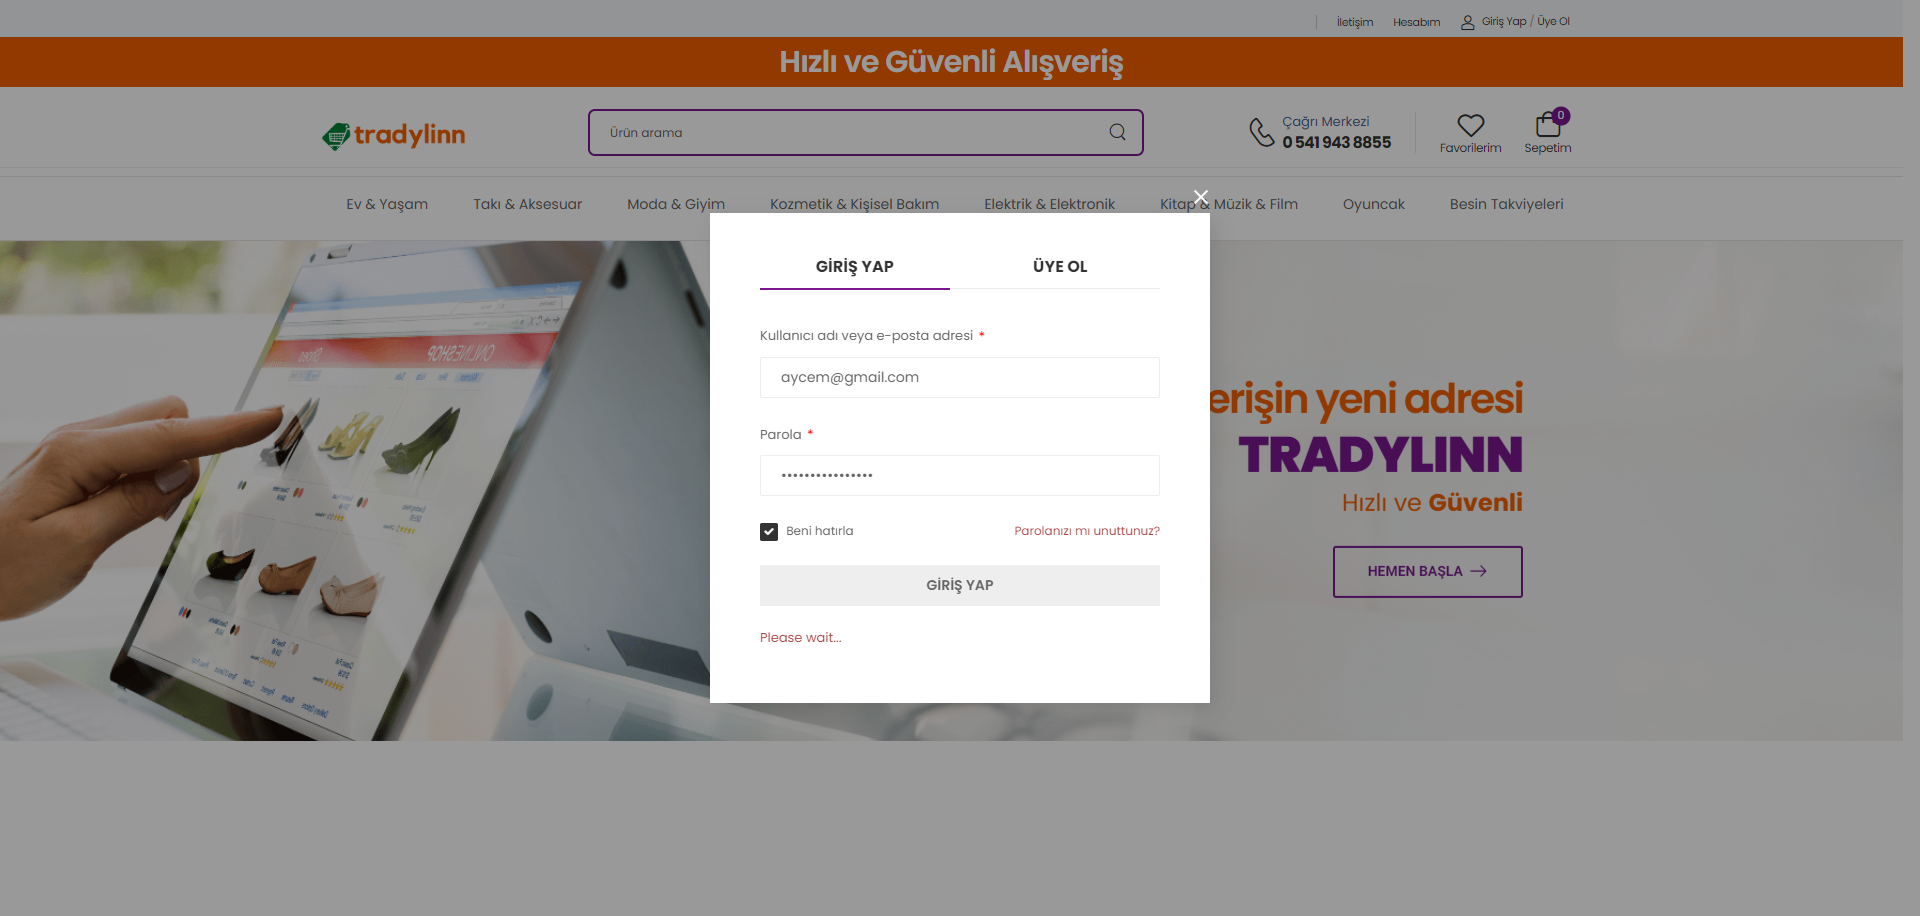 İletişim
Hesabım
Giriş Yap / Üye Ol
Hızlı ve Güvenli Alışveriş
tradylinn
Ürün arama
Çağrı Merkezi
0 541 943 8855
Favorilerim
0
Sepetim
Ev & Yaşam
Takı & Aksesuar
Moda & Giyim
Kozmetik & Kişisel Bakım
Elektrik & Elektronik
Kitap & Müzik & Film
Oyuncak
Besin Takviyeleri
GİRİŞ YAP
ÜYE OL
Kullanıcı adı veya e-posta adresi *
aycem@gmail.com
Parola *
••••••••••••••••
Beni hatırla
Parolanızı mı unuttunuz?
GİRİŞ YAP
Please wait...
erişin yeni adresi
TRADYLINN
Hızlı ve Güvenli
HEMEN BAŞLA
ONLINESHOP